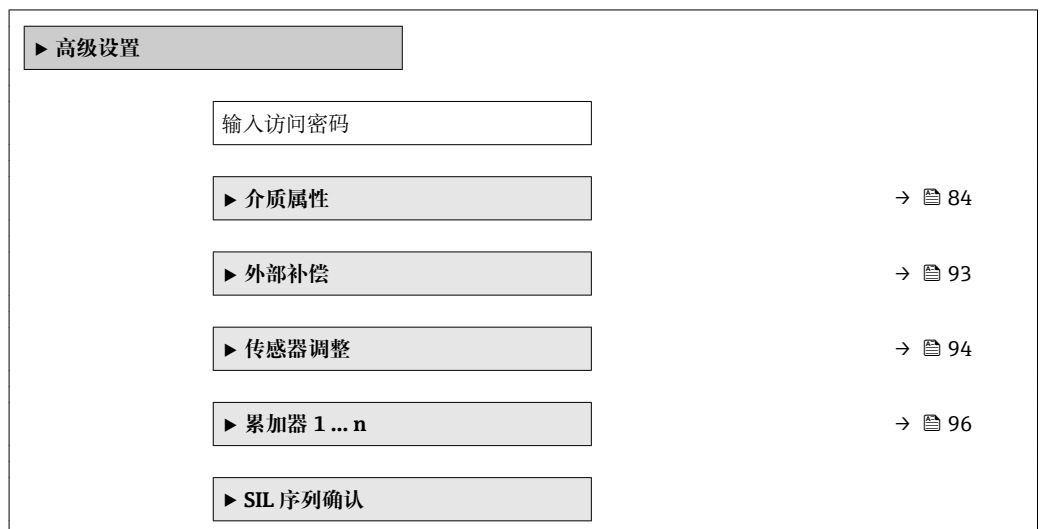 ▶ 高级设置
输入访问密码
▶ 介质属性 → 84
▶ 外部补偿 → 93
▶ 传感器调整 → 94
▶ 累加器 1 … n → 96
▶ SIL 序列确认